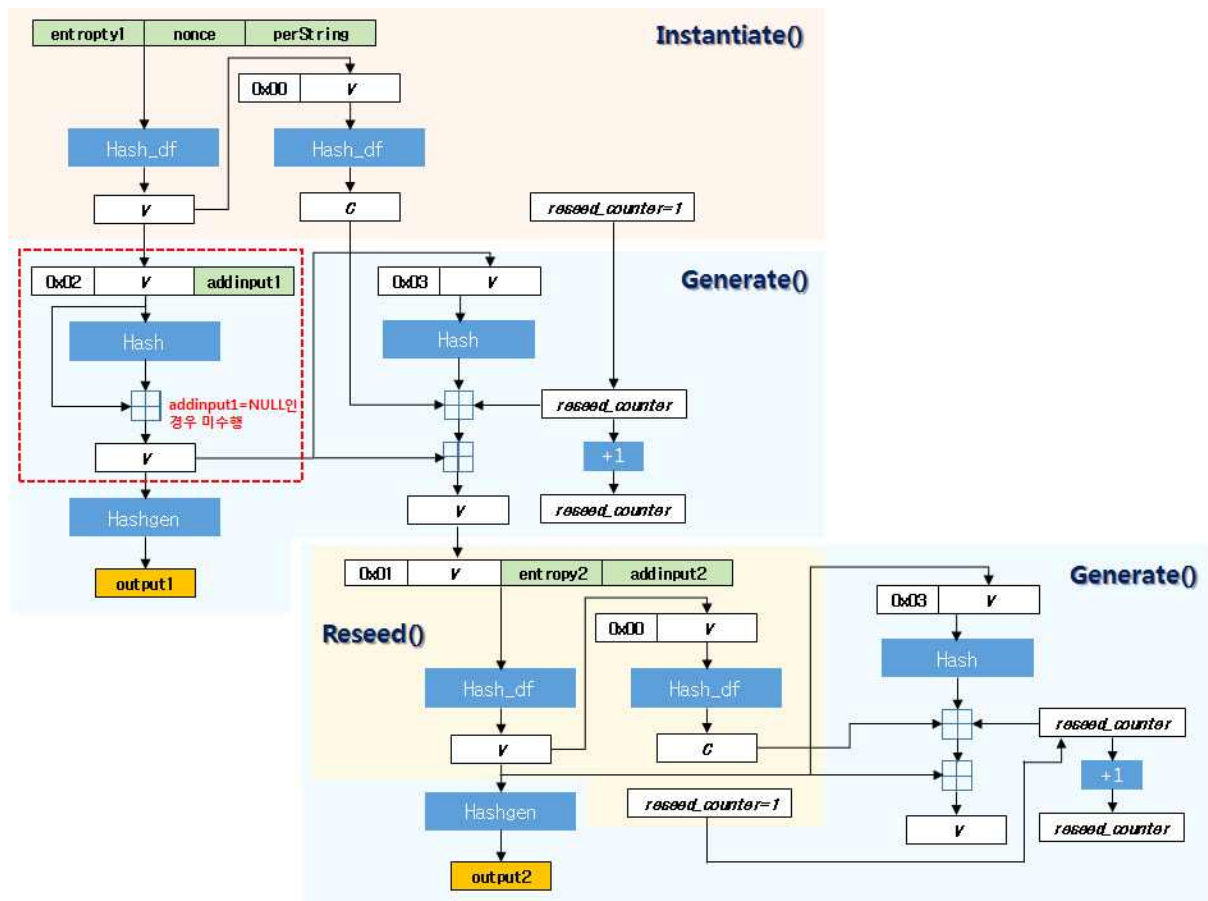 Instantiate()
entropty1 nonce perString
0x00 V
Hash_df Hash_df
V C reseed_counter=1
Generate()
0x02 V addinput1 0x03 V
Hash Hash
addinput1=NULL인
경우 미수행
reseed_counter
V +1
Hashgen V reseed_counter
output1
0x01 V entropy2 addinput2
Generate()
Reseed()
0x00 V 0x03 V
Hash_df Hash_df Hash
V C reseed_counter
Hashgen reseed_counter=1 +1
V reseed_counter
output2